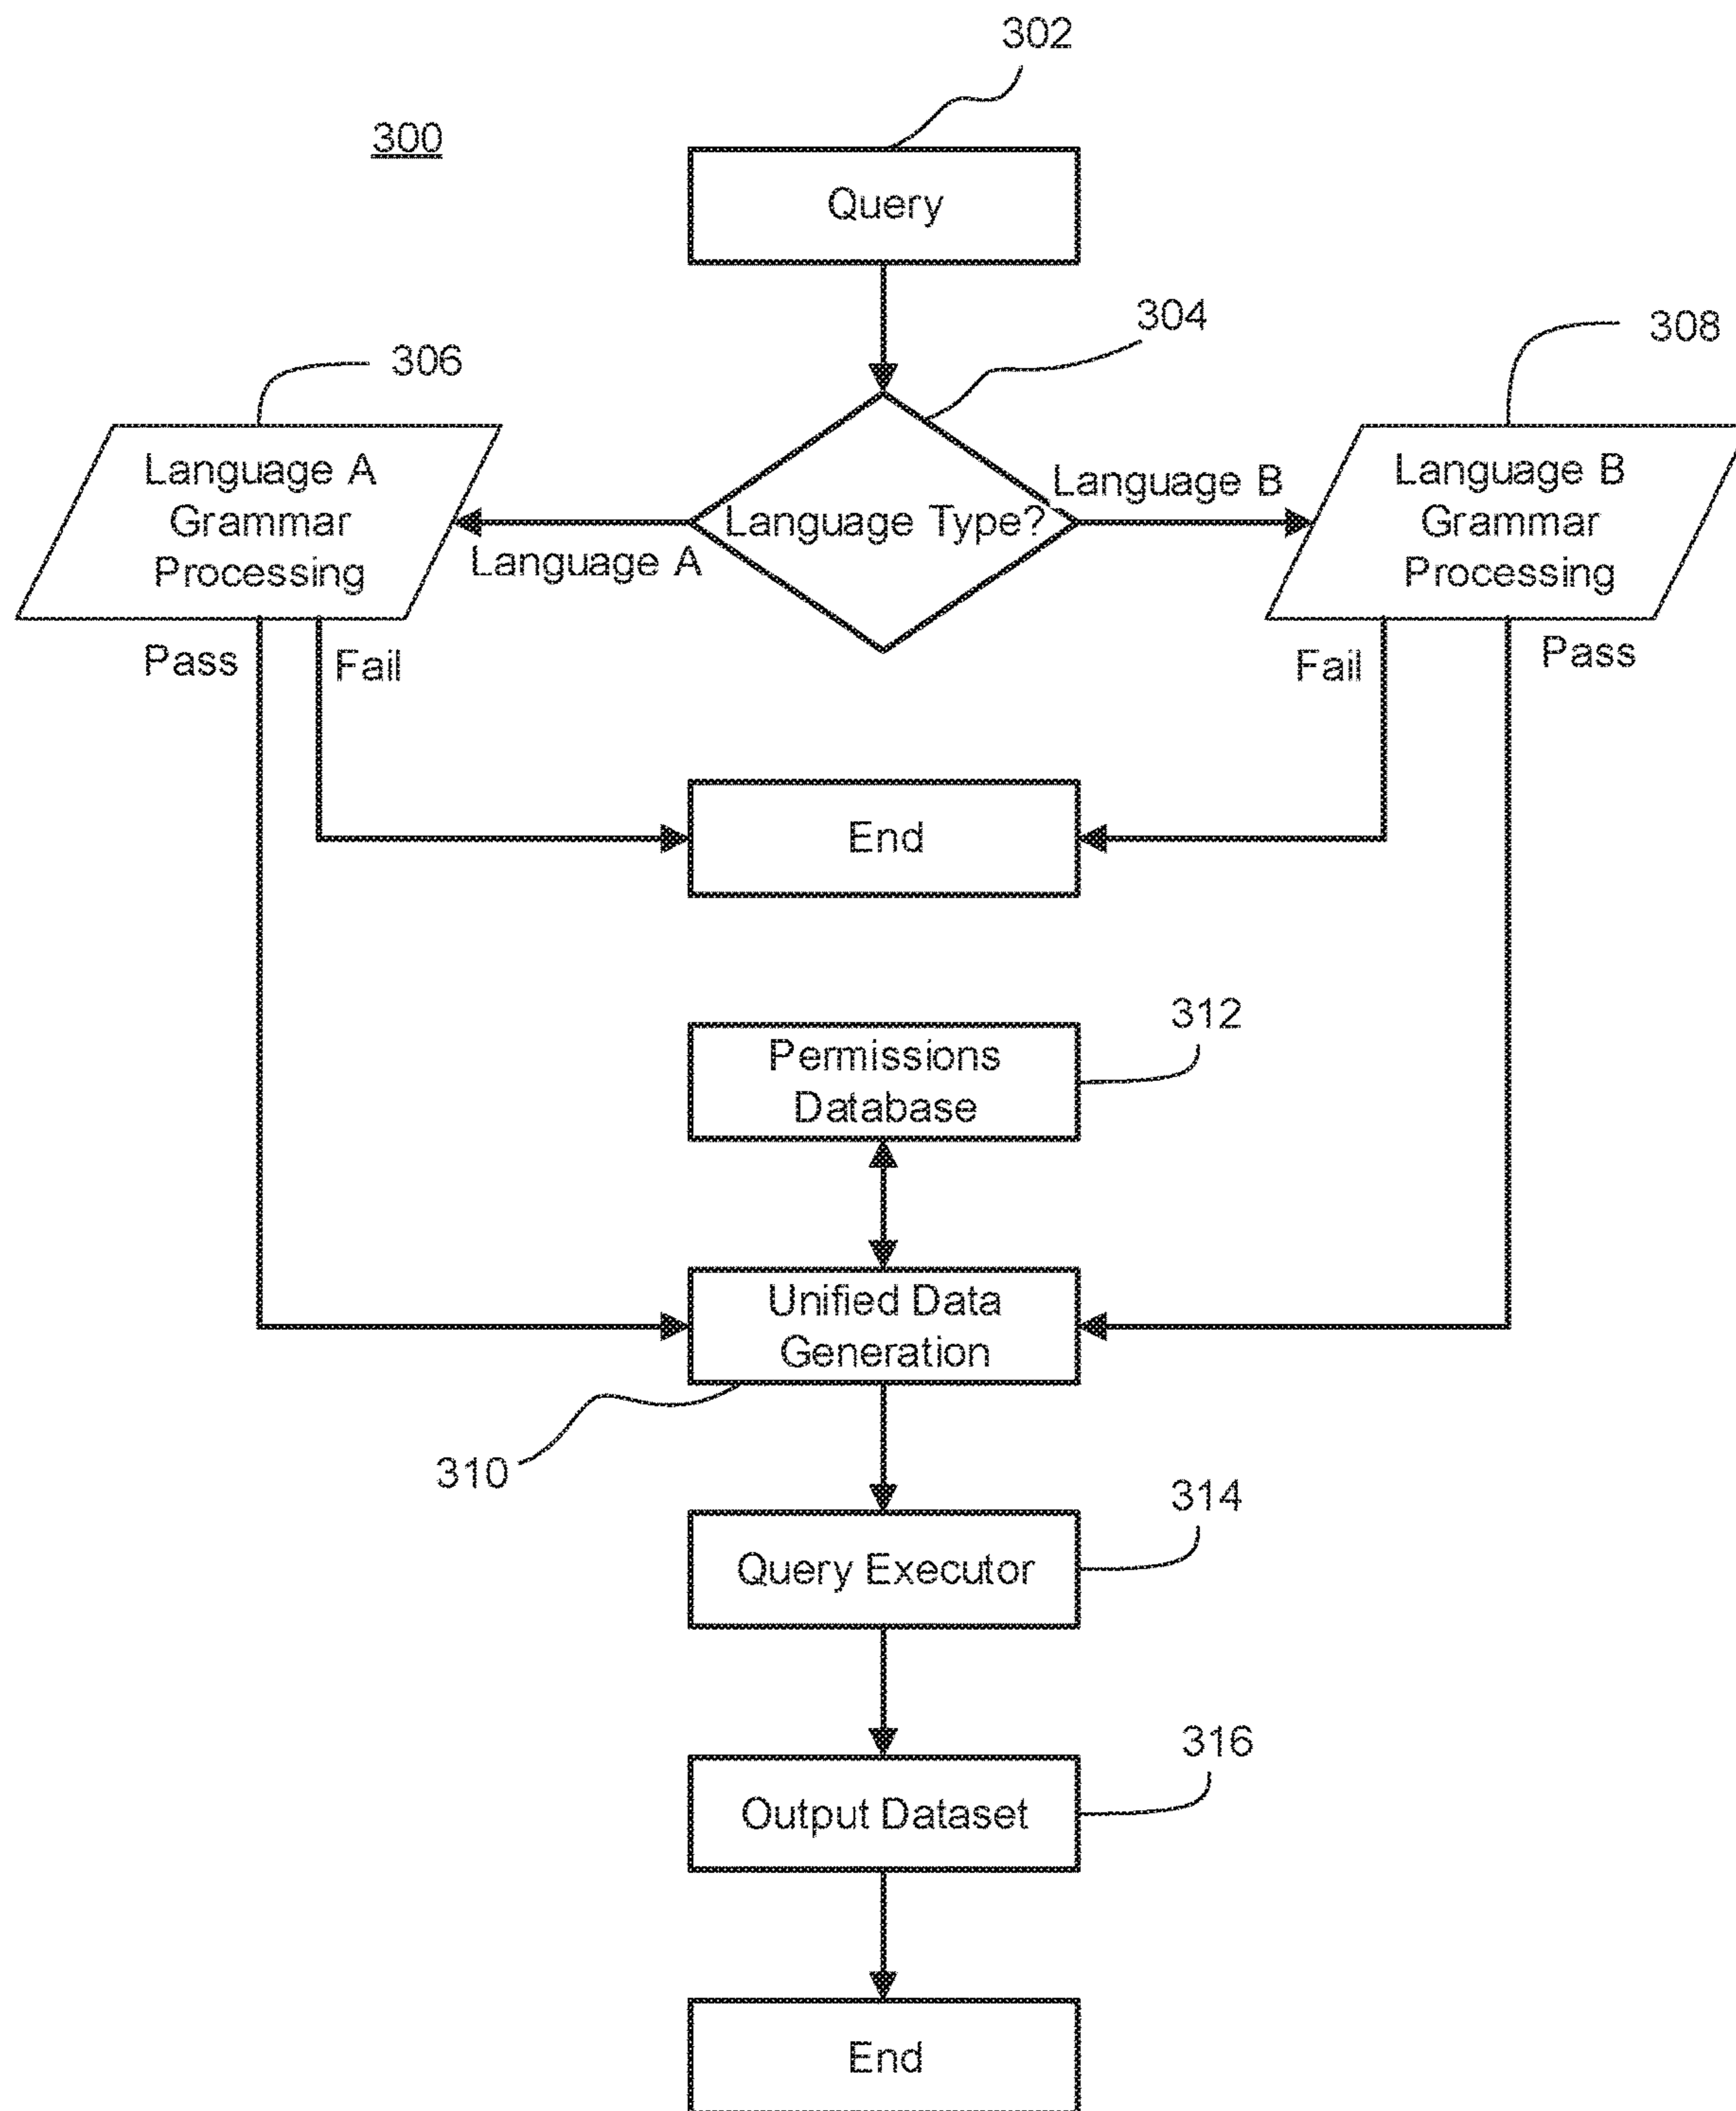 302
300
Query
304
308
306
Language A
Grammar
Processing
Language Type?
Language A
Language B
Language B
Grammar
Processing
Pass
Fail
Fail
Pass
End
312
Permissions
Database
Unified Data
Generation
310
314
Query Executor
316
Output Dataset
End